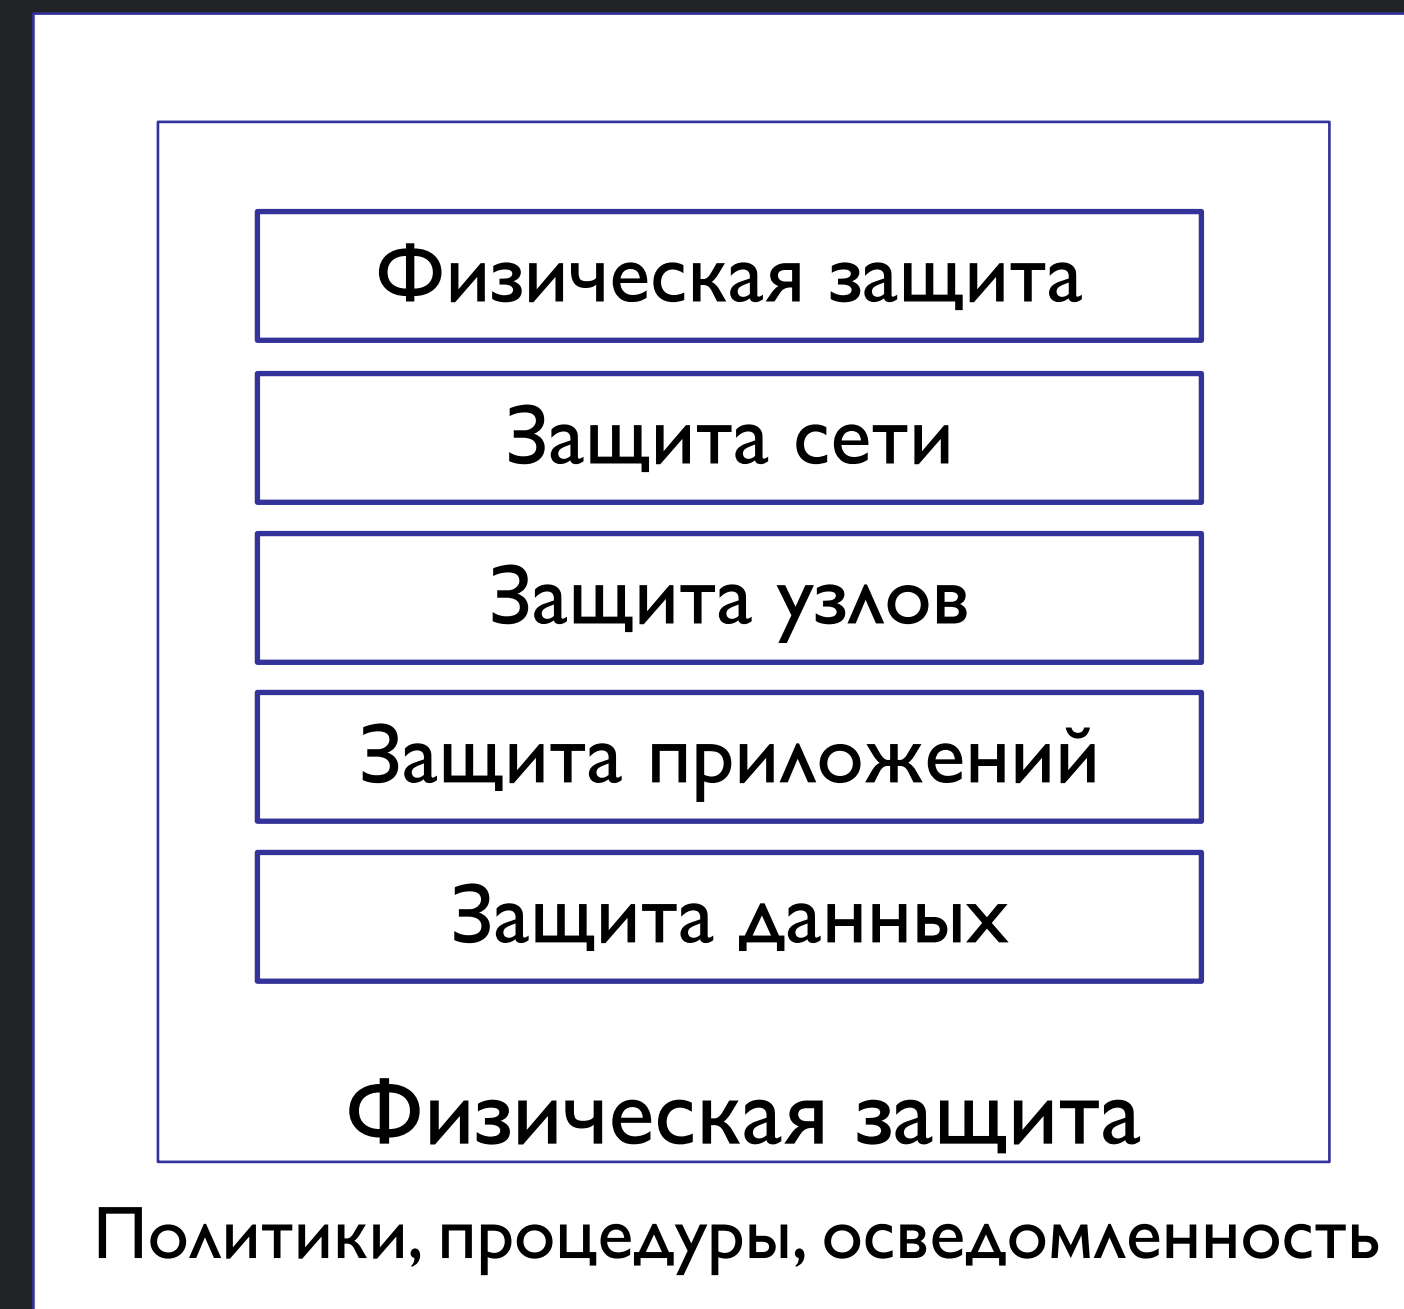 Физическая защита
Защита сети
Защита узлов
Защита приложений
Защита данных
Физическая защита
Политики, процедуры, осведомленность